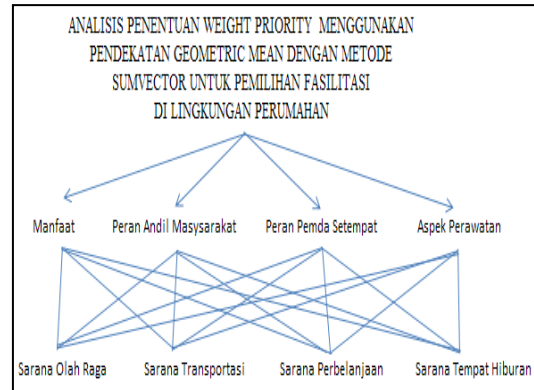 ANALISIS PENENTUAN WEIGHT PRIORITY MENGGUNAKAN
PENDEKATAN GEOMETRIC MEAN DENGAN METODE
SUMVECTOR UNTUK PEMILIHAN FASILITASI
DI LINGKUNGAN PERUMAHAN
Manfaat Peran Andil Masysarakat Peran Pemda Setempat Aspek Perawatan
Sarana Olah Raga Sarana Transportasi Sarana Perbelanjaan Sarana Tempat Hiburan